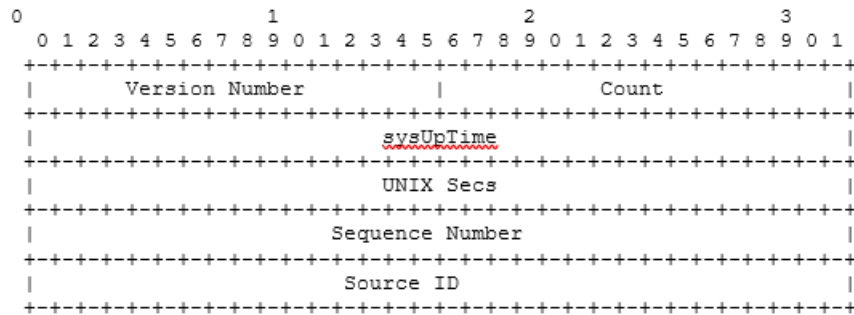 0 1 2 3
0 1 2 3 4 5 6 7 8 9 0 1 2 3 4 5 6 7 8 9 0 1 2 3 4 5 6 7 8 9 0 1
+-+-+-+-+-+-+-+-+-+-+-+-+-+-+-+-+-+-+-+-+-+-+-+-+-+-+-+-+-+-+-+-+
| Version Number | Count |
+-+-+-+-+-+-+-+-+-+-+-+-+-+-+-+-+-+-+-+-+-+-+-+-+-+-+-+-+-+-+-+-+
| sysUpTime |
+-+-+-+-+-+-+-+-+-+-+-+-+-+-+-+-+-+-+-+-+-+-+-+-+-+-+-+-+-+-+-+-+
| UNIX Secs |
+-+-+-+-+-+-+-+-+-+-+-+-+-+-+-+-+-+-+-+-+-+-+-+-+-+-+-+-+-+-+-+-+
| Sequence Number |
+-+-+-+-+-+-+-+-+-+-+-+-+-+-+-+-+-+-+-+-+-+-+-+-+-+-+-+-+-+-+-+-+
| Source ID |
+-+-+-+-+-+-+-+-+-+-+-+-+-+-+-+-+-+-+-+-+-+-+-+-+-+-+-+-+-+-+-+-+